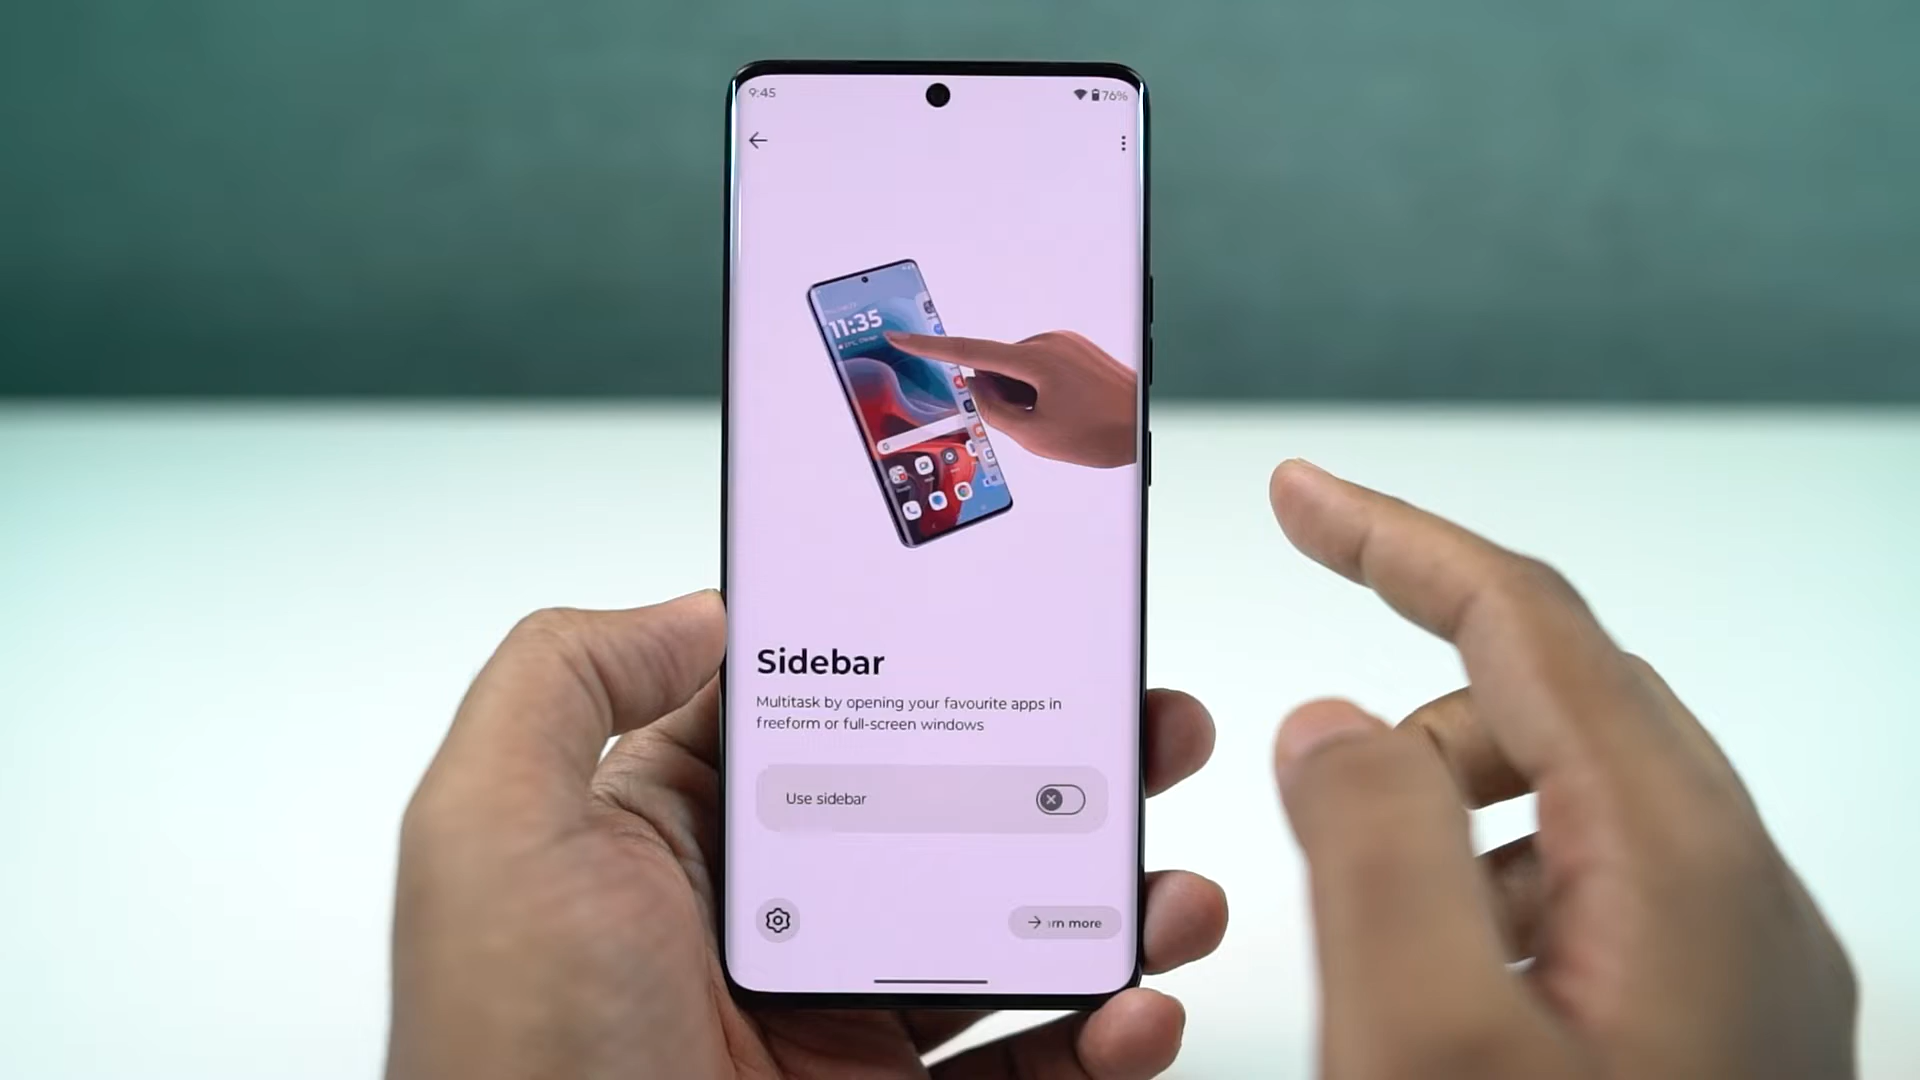 9:45
76%
11:35
Sidebar
Multitask by opening your favourite apps in
freeform or full-screen windows
Use sidebar
rn more